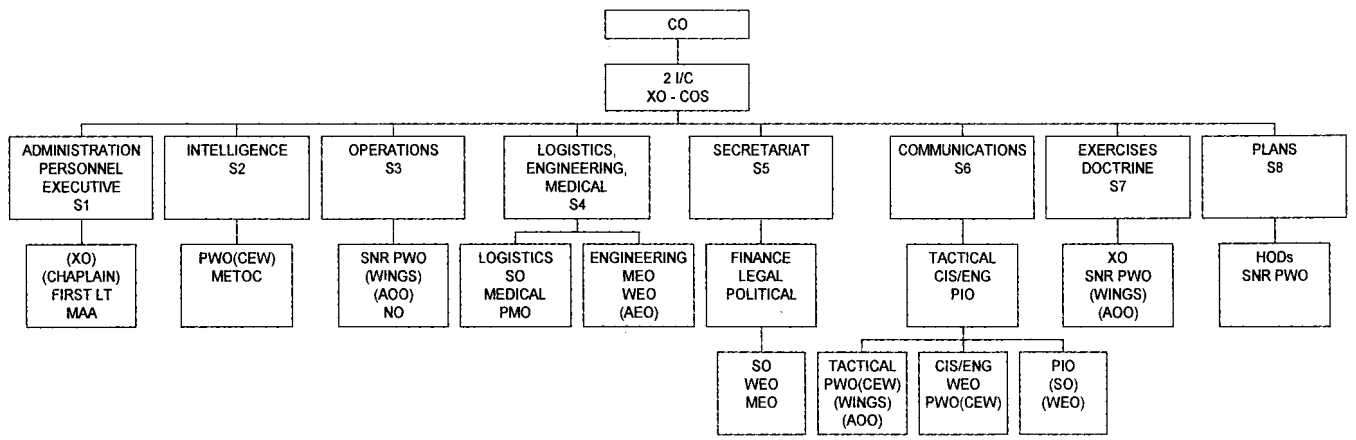 CO
2 I/C
XO - COS
ADMINISTRATION
PERSONNEL
EXECUTIVE
S1
INTELLIGENCE
S2
OPERATIONS
S3
LOGISTICS,
ENGINEERING,
MEDICAL
S4
SECRETARIAT
S5
COMMUNICATIONS
S6
EXERCISES
DOCTRINE
S7
PLANS
S8
(XO)
(CHAPLAIN)
FIRST LT
MAA
PWO(CEW)
METOC
SNR PWO
(WINGS)
(AOO)
NO
LOGISTICS
SO
MEDICAL
PMO
ENGINEERING
MEO
WEO
(AEO)
FINANCE
LEGAL
POLITICAL
TACTICAL
CIS/ENG
PIO
XO
SNR PWO
(WINGS)
(AOO)
HODs
SNR PWO
SO
WEO
MEO
TACTICAL
PWO(CEW)
(WINGS)
(AOO)
CIS/ENG
WEO
PWO(CEW)
PIO
(SO)
(WEO)